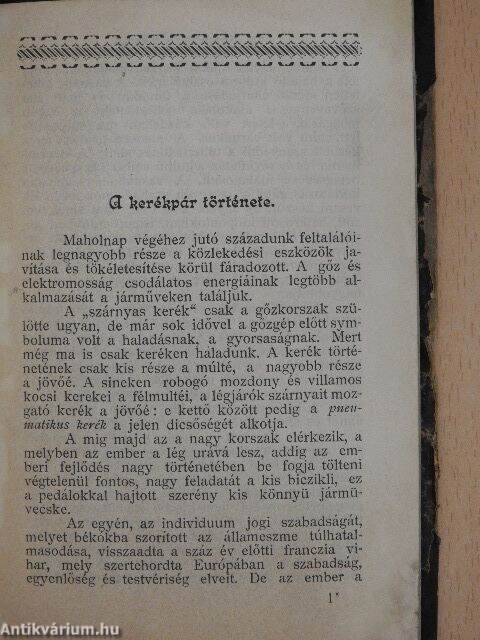 A kerékpár története.
Maholnap végéhez jutó századunk feltalálói-
nak legnagyobb része a közlekedési eszközök ja-
vitása és tökéletesitése körül fáradozott. A gőz és
elektromosság csodálatos energiáinak legtöbb al-
kalmazását a járműveken találjuk.
A „szárnyas kerék“ csak a gőzkorszak szü-
lötte ugyan, de már sok idővel a gőzgép előtt sym-
boluma volt a haladásnak, a gyorsaságnak. Mert
még ma is csak keréken haladunk. A kerék törté-
netének csak kis része a múlté, a nagyobb része
a jövőé. A sineken robogó mozdony és villamos
kocsi kerekei a félmultéi, a légjárók szárnyait moz-
gató kerék a jövőé: e kettő között pedig a pneu-
matikus kerék a jelen dicsőségét alkotja.
A mig majd az a nagy korszak elérkezik, a
melyben az ember a lég urává lesz, addig az em-
beri fejlődés nagy történetében be fogja tölteni
végtelenül fontos, nagy feladatát a kis biczikli, ez
a pedálokkal hajtott szerény kis könnyü jármü-
vecske.
Az egyén, az individuum jogi szabadságát,
melyet békókba szorított az állameszme túlhatal-
masodása, visszaadta a száz év előtti franczia vi-
har, mely szertehordta Európában a szabadság,
egyenlőség és testvériség elveit. De az ember a
1*
Antikvárium.hu